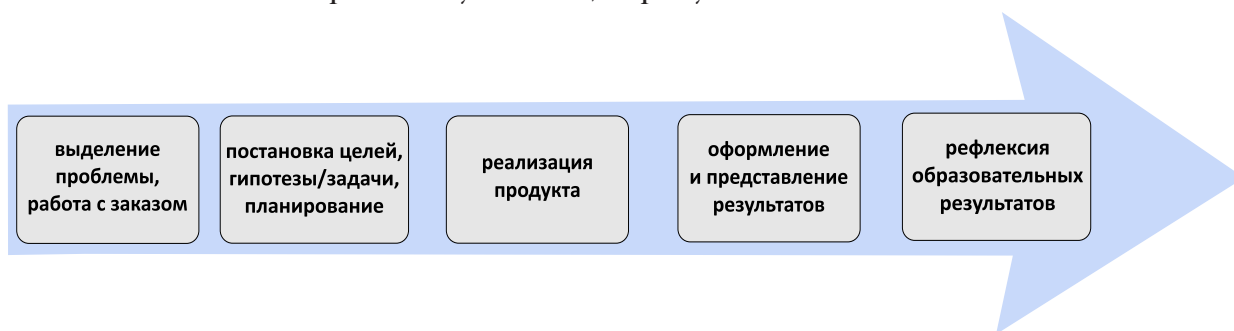 выделение
проблемы,
работа с заказом
постановка целей,
гипотезы/задачи,
планирование
реализация
продукта
оформление
и представление
результатов
рефлексия
образовательных
результатов